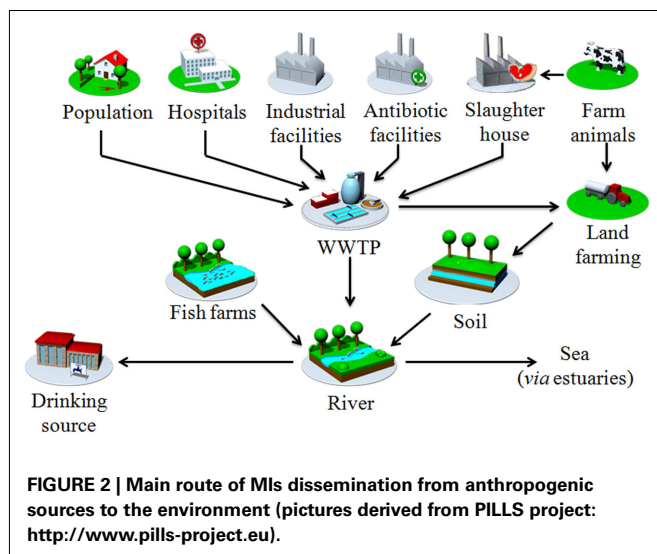 Population
Hospitals
Industrial
facilities
Antibiotic
facilities
Slaughter
house
Farm
animals
WWTP
Land
farming
Fish farms
Soil
Drinking
source
River
Sea
(via estuaries)
FIGURE 2 | Main route of MIs dissemination from anthropogenic
sources to the environment (pictures derived from PILLS project:
http://www.pills-project.eu).